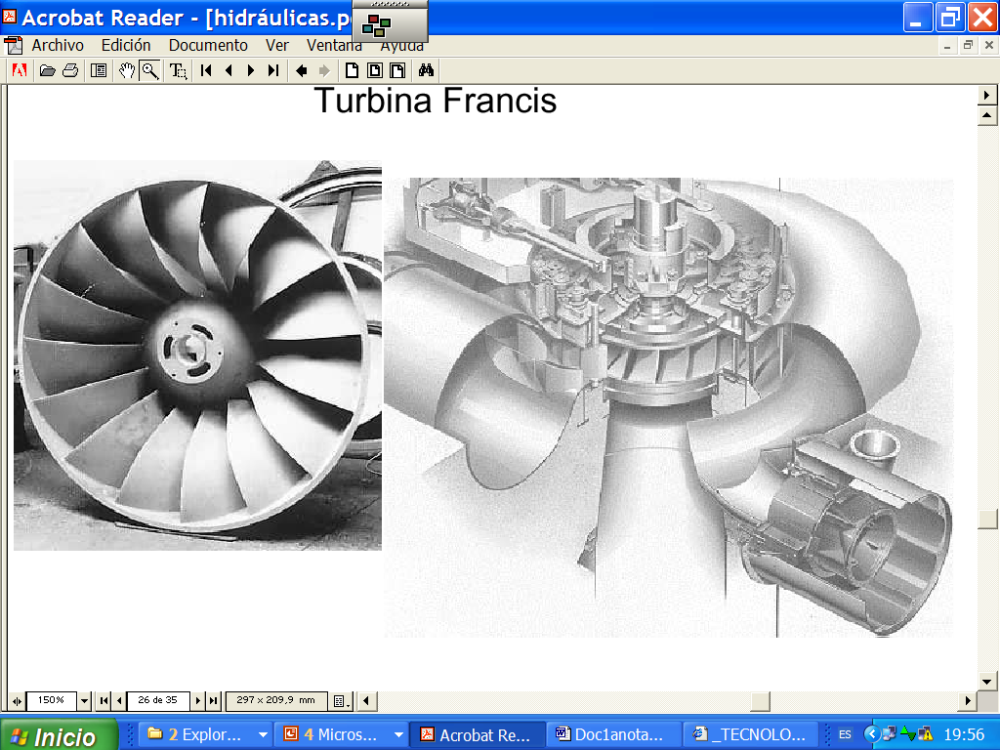 Acrobat Reader - [hidráulicas.p
Archivo Edición Documento Ver Ventana Ayuda
Turbina Francis
150% 26 de 35 297 x 209,9 mm
Inicio 2 Explor... 4 Micros... Acrobat Re... Doc1anota... _TECNOLO... ES 19:56